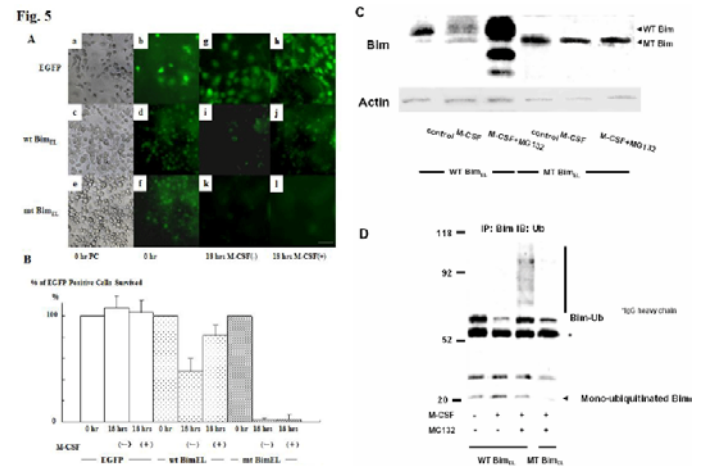 Fig. 5
A
a b g h
EGFP
c d i j
wt BimEL
e f k l
mt BimEL
0 hr PC 0 hr 18 hrs M-CSF(-) 18 hrs M-CSF(+)
B
% of EGFP Positive Cells Survived
%
100
50
0
0 hr 18 hrs 18 hrs 0 hr 18 hrs 18 hrs 0 hr 18 hrs 18 hrs
M-CSF (−) (+) (−) (+) (−) (+)
EGFP wt BimEL mt BimEL
C
Bim
WT Bim
MT Bim
Actin
control M-CSF M-CSF+MG132 control M-CSF M-CSF+MG132
WT BimEL MT BimEL
D
IP: Bim IB: Ub
118
92
52
20
Bim-Ub
*IgG heavy chain
*
Mono-ubiquitinated Bim
M-CSF - + + +
MG132 - - + +
WT BimEL MT BimEL